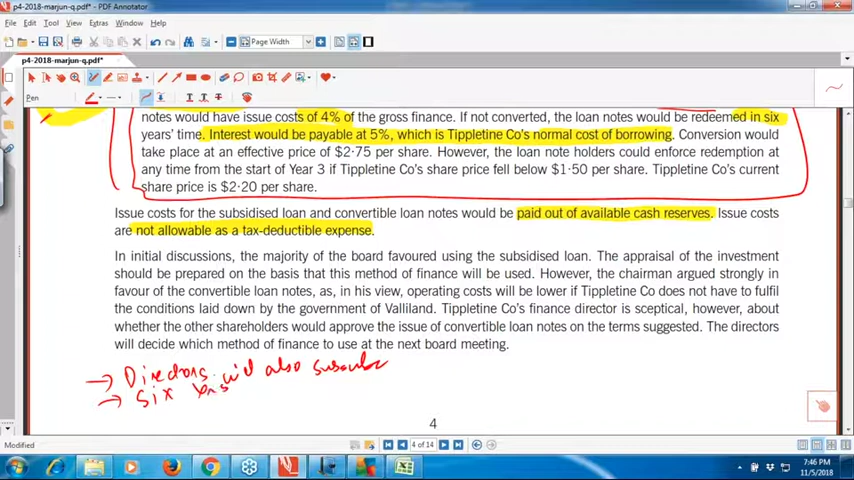 p4-2018-marjun-q.pdf* - PDF Annotator
File Edit Tool View Extras Window Help
Page Width
p4-2018-marjun-q.pdf*
Pen
notes would have issue costs of 4% of the gross finance. If not converted, the loan notes would be redeemed in six
years' time. Interest would be payable at 5%, which is Tippletine Co's normal cost of borrowing. Conversion would
take place at an effective price of $2·75 per share. However, the loan note holders could enforce redemption at
any time from the start of Year 3 if Tippletine Co's share price fell below $1·50 per share. Tippletine Co's current
share price is $2·20 per share.
Issue costs for the subsidised loan and convertible loan notes would be paid out of available cash reserves. Issue costs
are not allowable as a tax-deductible expense.
In initial discussions, the majority of the board favoured using the subsidised loan. The appraisal of the investment
should be prepared on the basis that this method of finance will be used. However, the chairman argued strongly in
favour of the convertible loan notes, as, in his view, operating costs will be lower if Tippletine Co does not have to fulfil
the conditions laid down by the government of Valliland. Tippletine Co's finance director is sceptical, however, about
whether the other shareholders would approve the issue of convertible loan notes on the terms suggested. The directors
will decide which method of finance to use at the next board meeting.
→ Directors will also
→ Six yrs
4
4 of 14
Modified
7:46 PM
11/5/2018